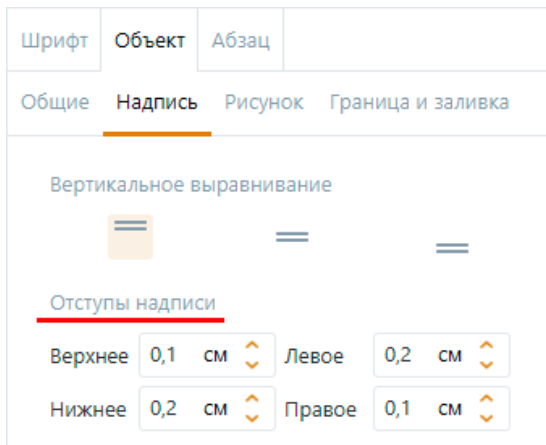 Шрифт Объект Абзац
Общие Надпись Рисунок Граница и заливка
Вертикальное выравнивание
Отступы надписи
Верхнее 0,1 см Левое 0,2 см
Нижнее 0,2 см Правое 0,1 см